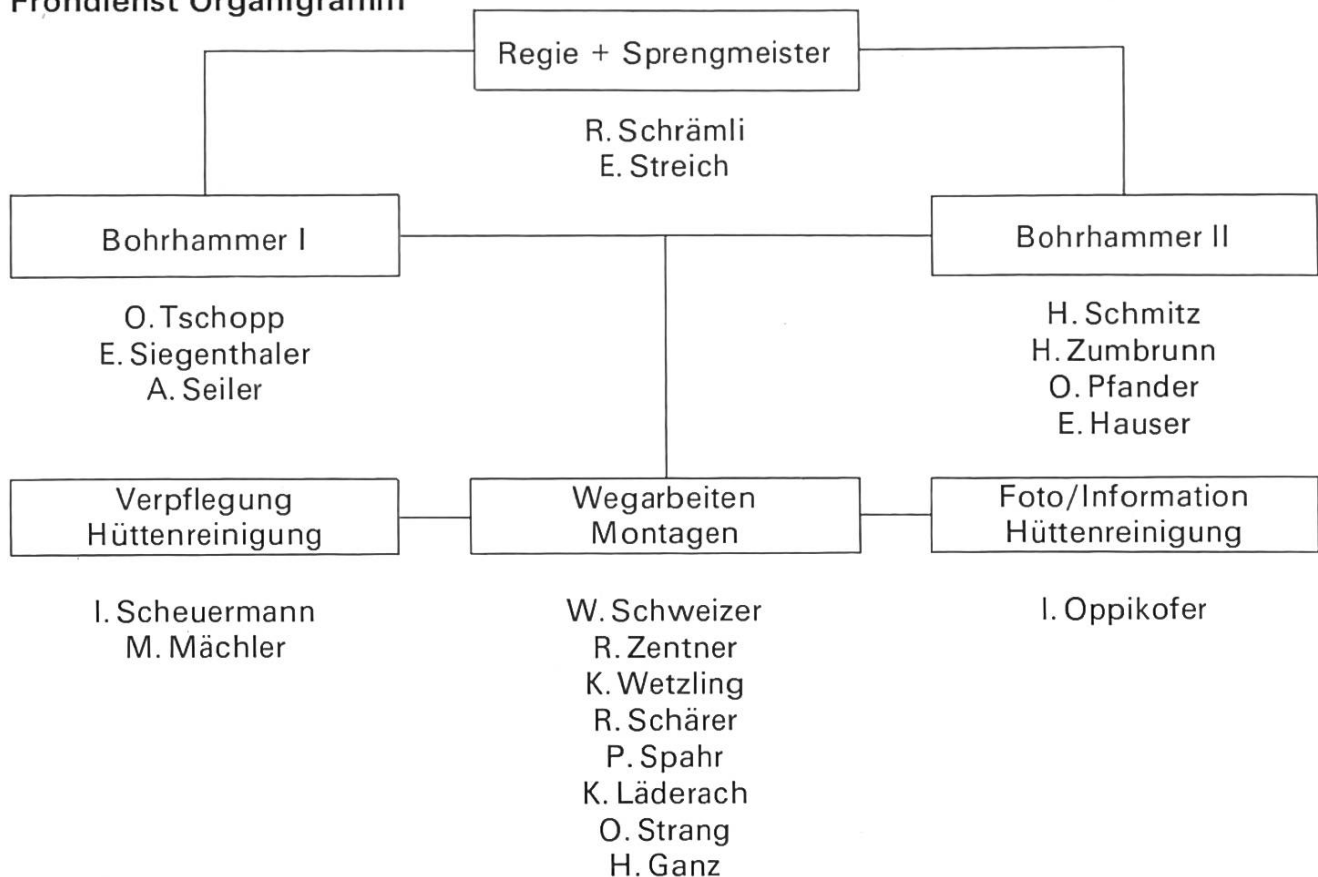 Frondienst Organigramm
Regie + Sprengmeister
R. Schrämli
E. Streich
Bohrhammer I
O. Tschopp
E. Siegenthaler
A. Seiler
Bohrhammer II
H. Schmitz
H. Zumbrunn
O. Pfander
E. Hauser
Verpflegung
Hüttenreinigung
I. Scheuermann
M. Mächler
Wegarbeiten
Montagen
W. Schweizer
R. Zentner
K. Wetzling
R. Schärer
P. Spahr
K. Läderach
O. Strang
H. Ganz
Foto/Information
Hüttenreinigung
I. Oppikofer